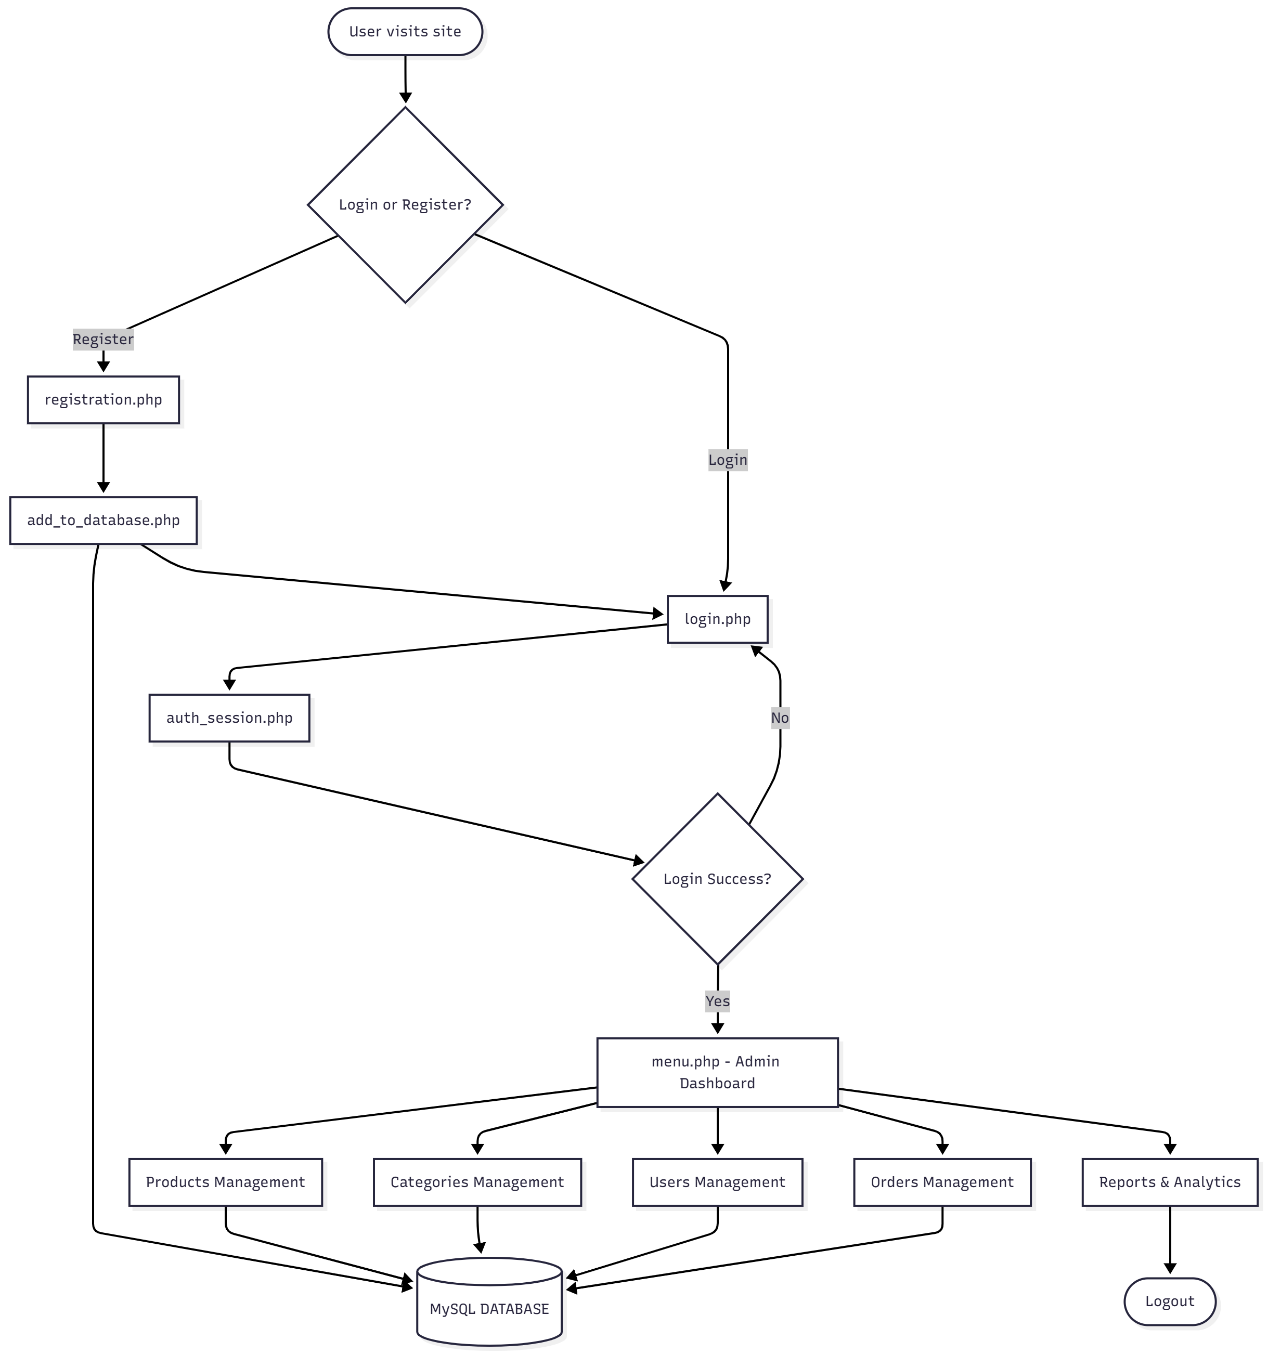 User visits site
Login or Register?
Register
registration.php
Login
add_to_database.php
login.php
auth_session.php
No
Login Success?
Yes
menu.php - Admin
Dashboard
Products Management
Categories Management
Users Management
Orders Management
Reports & Analytics
MySQL DATABASE
Logout